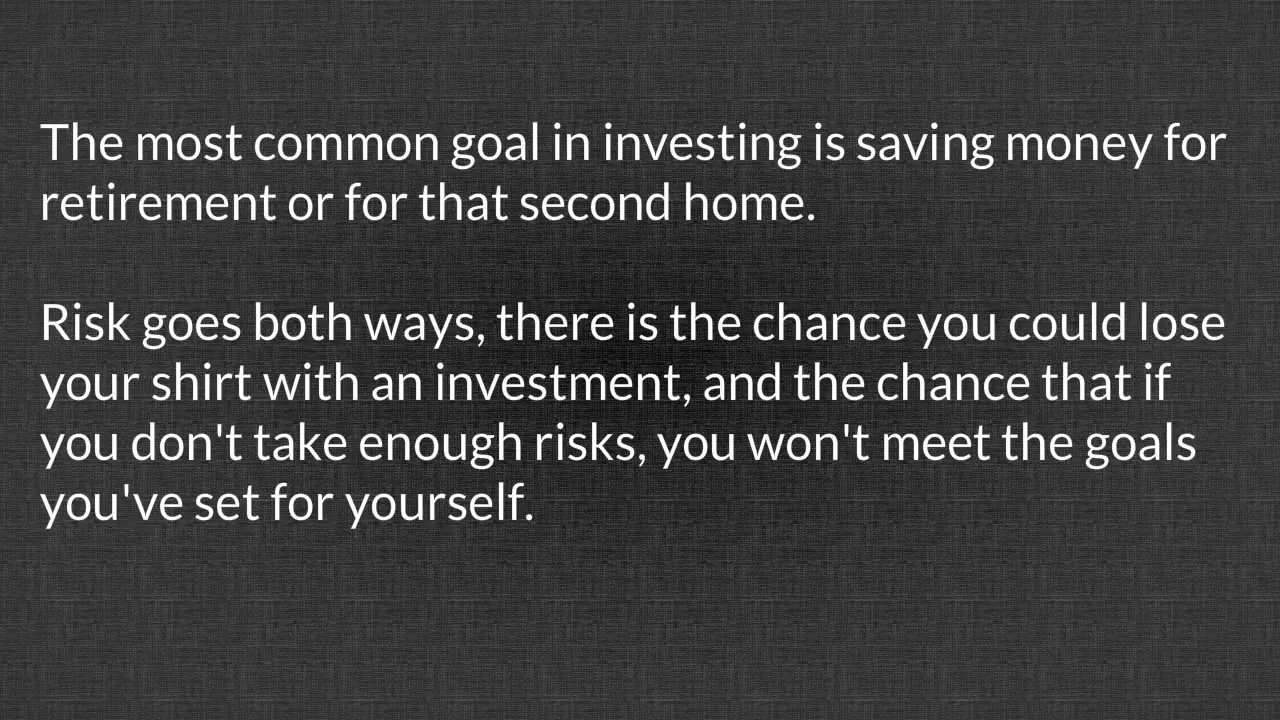 The most common goal in investing is saving money for
retirement or for that second home.
Risk goes both ways, there is the chance you could lose
your shirt with an investment, and the chance that if
you don't take enough risks, you won't meet the goals
you've set for yourself.